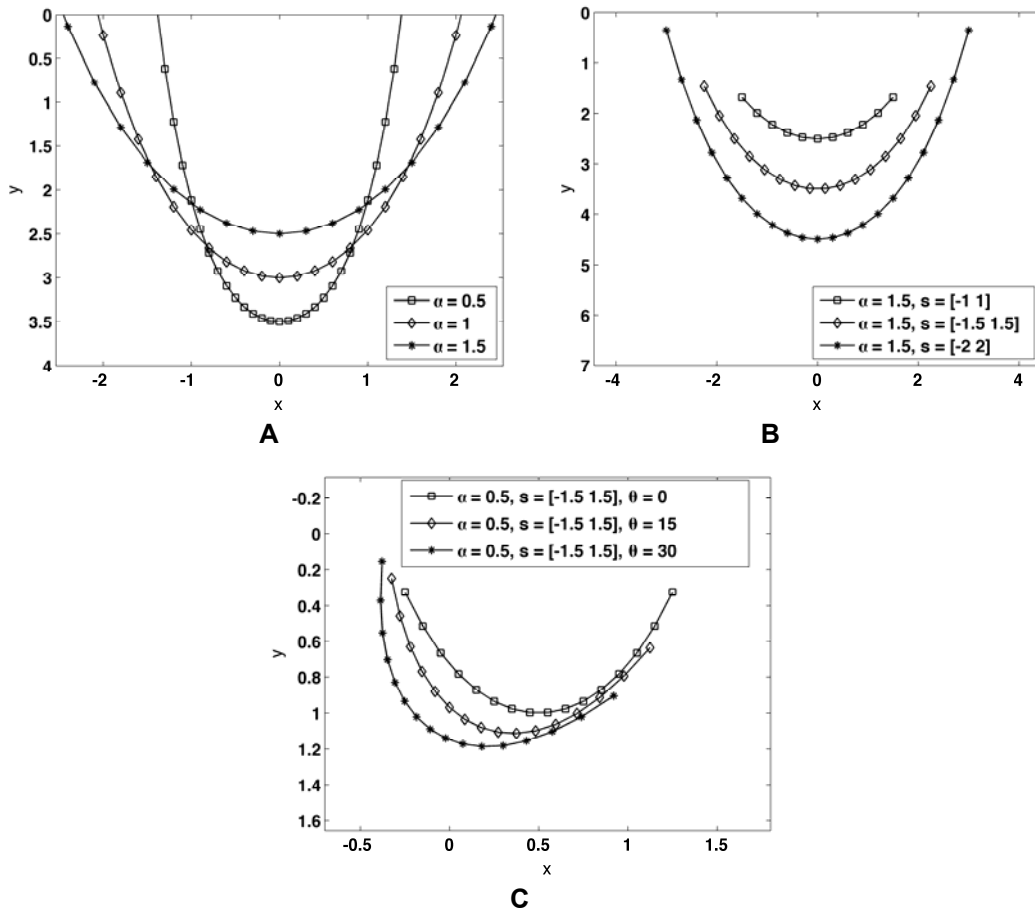 0
0.5
1
1.5
2
2.5
3
3.5
4
y
-2
-1
0
1
2
x
α = 0.5
α = 1
α = 1.5
A
0
1
2
3
4
5
6
7
y
-4
-2
0
2
4
x
α = 1.5, s = [-1 1]
α = 1.5, s = [-1.5 1.5]
α = 1.5, s = [-2 2]
B
-0.2
0
0.2
0.4
0.6
0.8
1
1.2
1.4
1.6
y
α = 0.5, s = [-1.5 1.5], θ = 0
α = 0.5, s = [-1.5 1.5], θ = 15
α = 0.5, s = [-1.5 1.5], θ = 30
-0.5
0
0.5
1
1.5
x
C